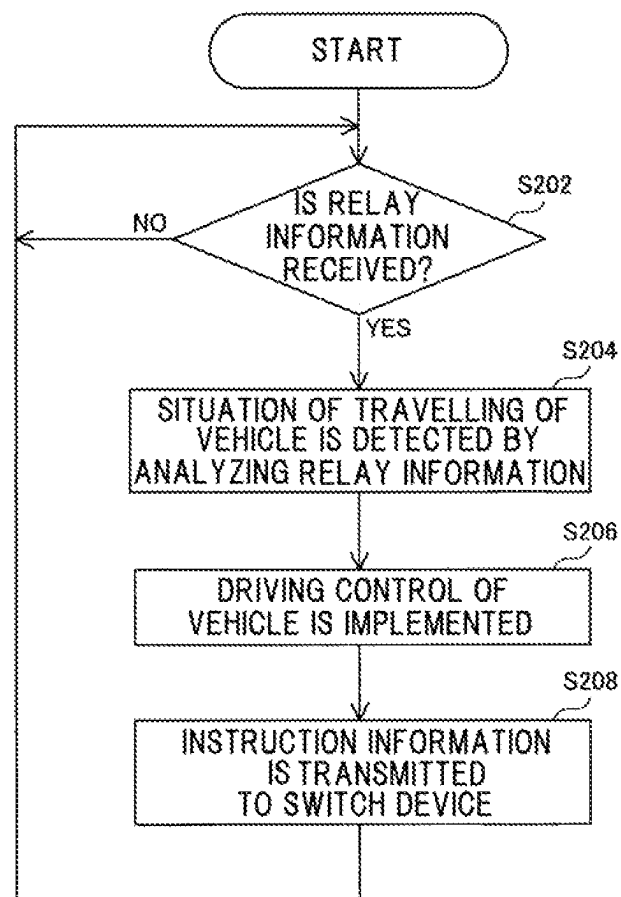 START
S202
IS RELAY
INFORMATION
RECEIVED?
NO
YES
S204
SITUATION OF TRAVELLING OF
VEHICLE IS DETECTED BY
ANALYZING RELAY INFORMATION
S206
DRIVING CONTROL OF
VEHICLE IS IMPLEMENTED
S208
INSTRUCTION INFORMATION
IS TRANSMITTED
TO SWITCH DEVICE